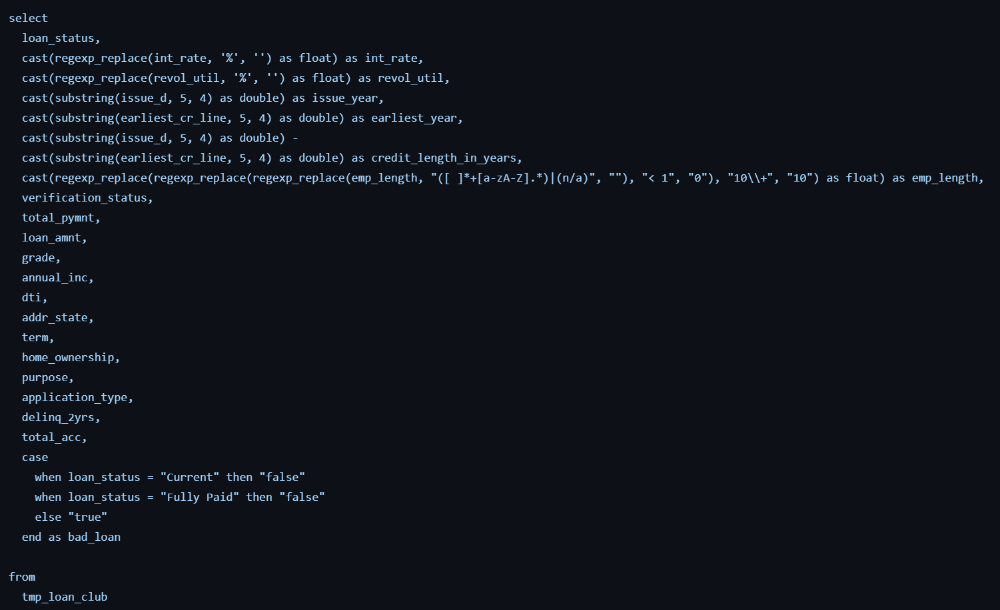 select
  loan_status,
  cast(regexp_replace(int_rate, '%', '') as float) as int_rate,
  cast(regexp_replace(revol_util, '%', '') as float) as revol_util,
  cast(substring(issue_d, 5, 4) as double) as issue_year,
  cast(substring(earliest_cr_line, 5, 4) as double) as earliest_year,
  cast(substring(issue_d, 5, 4) as double) -
  cast(substring(earliest_cr_line, 5, 4) as double) as credit_length_in_years,
  cast(regexp_replace(regexp_replace(regexp_replace(emp_length, "([ ]*+[a-zA-Z].*)|(n/a)", ""), "< 1", "0"), "10\\+", "10") as float) as emp_length,
  verification_status,
  total_pymnt,
  loan_amnt,
  grade,
  annual_inc,
  dti,
  addr_state,
  term,
  home_ownership,
  purpose,
  application_type,
  delinq_2yrs,
  total_acc,
  case
    when loan_status = "Current" then "false"
    when loan_status = "Fully Paid" then "false"
    else "true"
  end as bad_loan
from
  tmp_loan_club